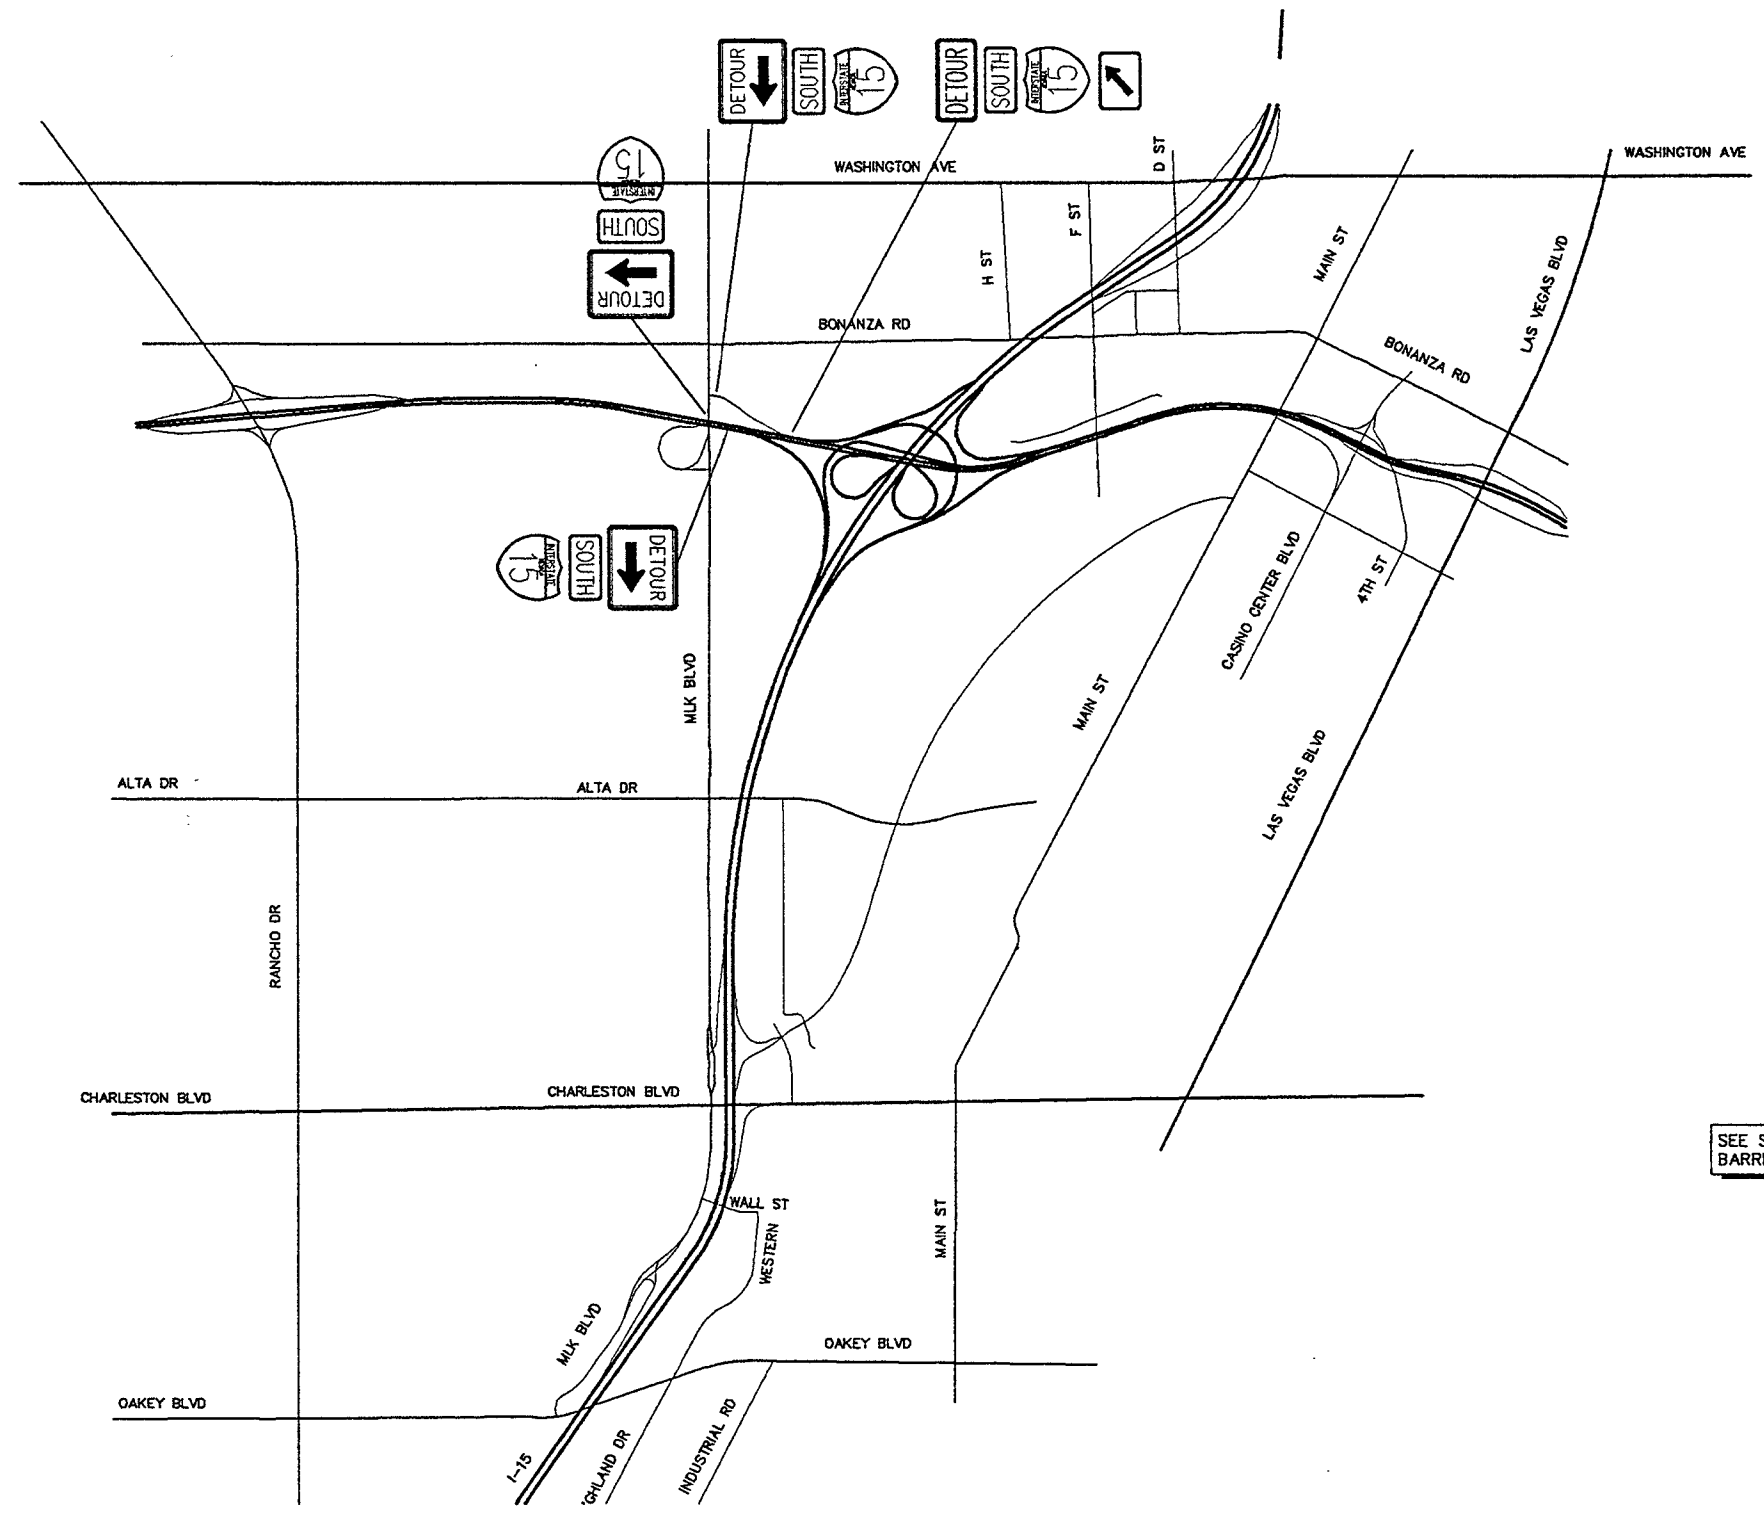 DETOUR
SOUTH
INTERSTATE
15
DETOUR
SOUTH
INTERSTATE
15
INTERSTATE
15
SOUTH
DETOUR
WASHINGTON AVE
D ST
WASHINGTON AVE
F ST
H ST
MAIN ST
LAS VEGAS BLVD
BONANZA RD
BONANZA RD
DETOUR
SOUTH
INTERSTATE
15
CASINO CENTER BLVD
4TH ST
MLK BLVD
MAIN ST
LAS VEGAS BLVD
ALTA DR
ALTA DR
RANCHO DR
CHARLESTON BLVD
CHARLESTON BLVD
SEE S
BARR
WALL ST
WESTERN
MAIN ST
MLK BLVD
OAKEY BLVD
OAKEY BLVD
I-15
GHLAND DR
INDUSTRIAL RD